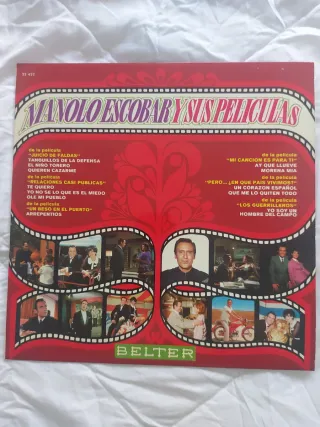 22.433
MANOLO ESCOBAR Y SUS PELICULAS
de la película
"JUICIO DE FALDAS"
TANGUILLOS DE LA DEFENSA
EL NIÑO TORERO
QUIEREN CASARME
de la película
"RELACIONES CASI PUBLICAS"
TE QUIERO
YO NO SE LO QUE ES EL MIEDO
OLE MI PUEBLO
de la película
"UN BESO EN EL PUERTO"
ARREPENTIOS
de la película
"MI CANCION ES PARA TI"
AY QUE LLUEVE
MORENA MIA
de la película
"PERO... ¿EN QUE PAIS VIVIMOS?"
UN CORAZON ESPAÑOL
QUE ME LO QUITEN TODO
de la película
"LOS GUERRILLEROS"
YO SOY UN
HOMBRE DEL CAMPO
BELTER